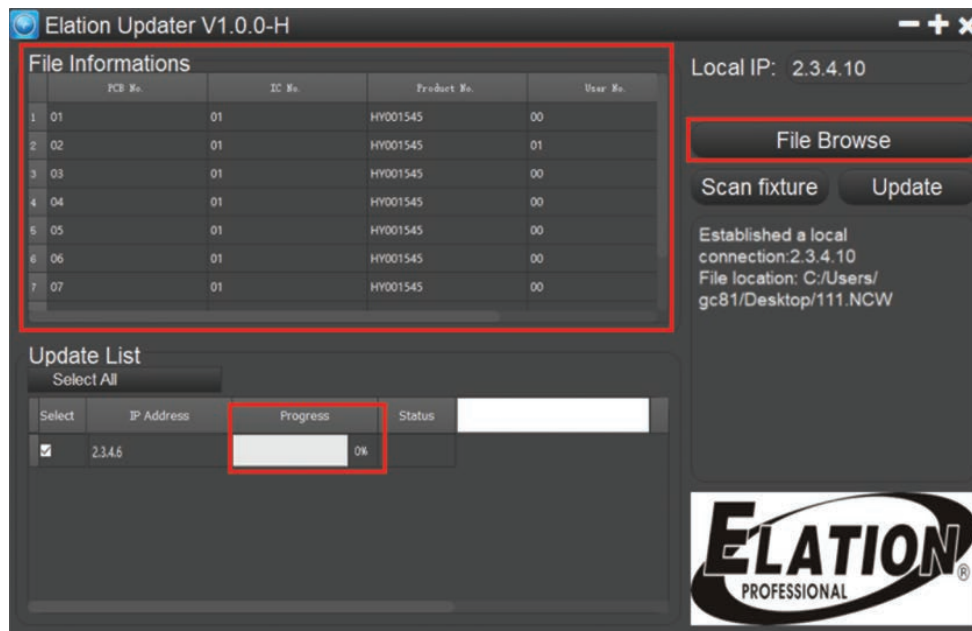 Elation Updater V1.0.0-H
File Informations
PCB No. IC No. Product No. User No.
1 01 01 HY001545 00
2 02 01 HY001545 01
3 03 01 HY001545 00
4 04 01 HY001545 00
5 05 01 HY001545 00
6 06 01 HY001545 00
7 07 01 HY001545 00
Update List
Select All
Select IP Address Progress Status
2.3.4.6 0%
Local IP: 2.3.4.10
File Browse
Scan fixture Update
Established a local
connection:2.3.4.10
File location: C:/Users/
gc81/Desktop/111.NCW
ELATION®
PROFESSIONAL